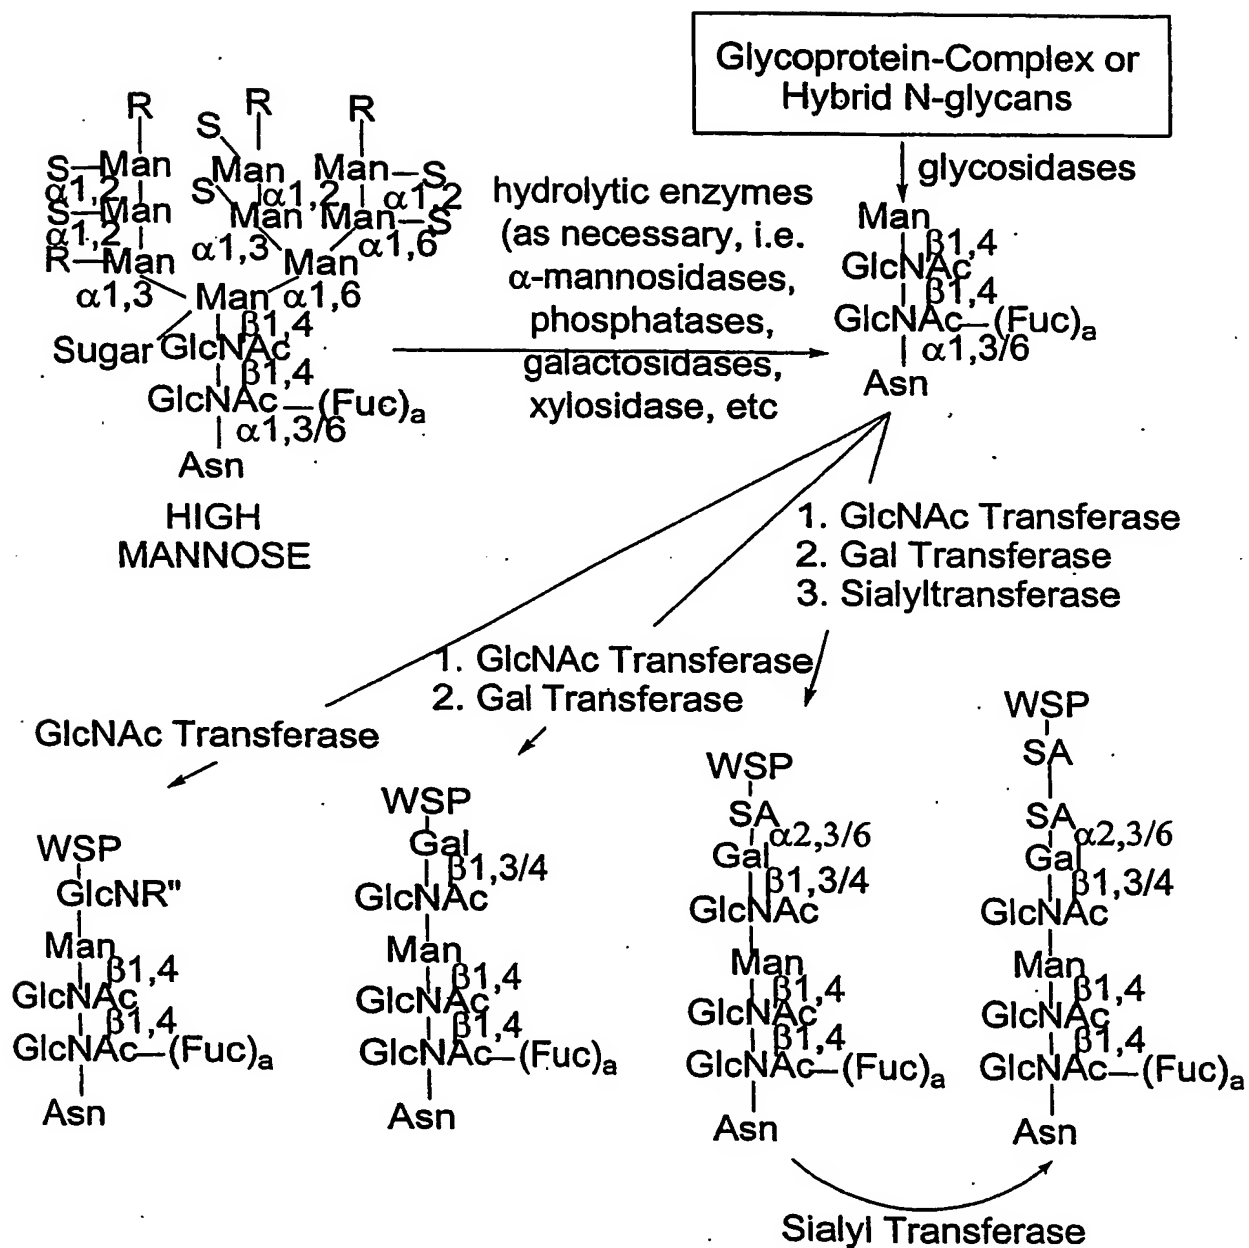 Glycoprotein-Complex or
Hybrid N-glycans
glycosidases
R
R
R
S
S—Man
Man
Man—S
α1,2
S
α1,2
α1,2
S—Man
Man
Man—S
α1,2
α1,3
α1,6
R—Man
Man
α1,3
Man
α1,6
β1,4
Sugar
GlcNAc
β1,4
GlcNAc—(Fuc)a
α1,3/6
Asn
HIGH
MANNOSE
hydrolytic enzymes
(as necessary, i.e.
α-mannosidases,
phosphatases,
galactosidases,
xylosidase, etc
Man
β1,4
GlcNAc
β1,4
GlcNAc—(Fuc)a
α1,3/6
Asn
1. GlcNAc Transferase
2. Gal Transferase
3. Sialyltransferase
1. GlcNAc Transferase
2. Gal Transferase
GlcNAc Transferase
WSP
GlcNR"
Man
β1,4
GlcNAc
β1,4
GlcNAc—(Fuc)a
Asn
WSP
Gal
β1,3/4
GlcNAc
Man
β1,4
GlcNAc
β1,4
GlcNAc—(Fuc)a
Asn
WSP
SA
α2,3/6
Gal
β1,3/4
GlcNAc
Man
β1,4
GlcNAc
β1,4
GlcNAc—(Fuc)a
Asn
WSP
SA
SA
α2,3/6
Gal
β1,3/4
GlcNAc
Man
β1,4
GlcNAc
β1,4
GlcNAc—(Fuc)a
Asn
Sialyl Transferase